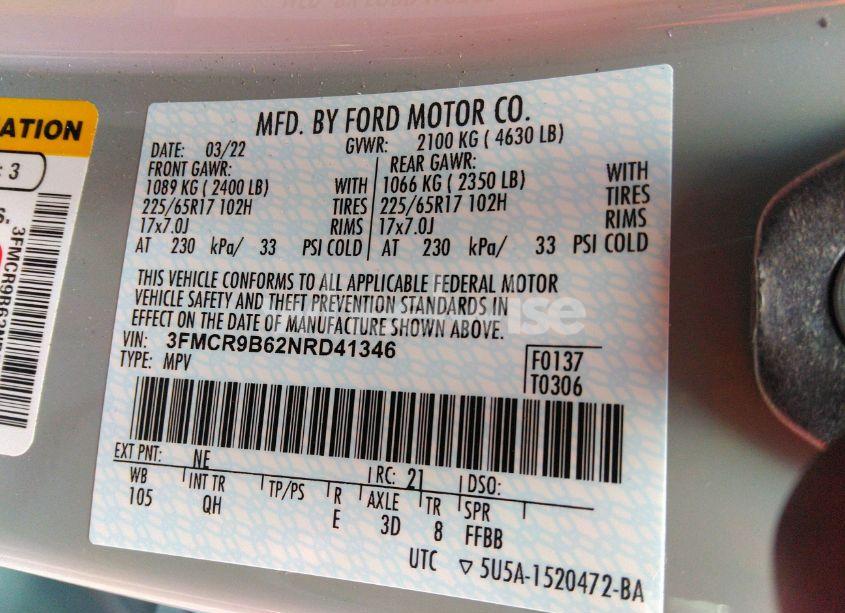 MFD. BY FORD MOTOR CO.
DATE: 03/22 GVWR: 2100 KG ( 4630 LB)
FRONT GAWR: REAR GAWR:
1089 KG ( 2400 LB) WITH 1066 KG ( 2350 LB) WITH
225/65R17 102H TIRES 225/65R17 102H TIRES
17x7.0J RIMS 17x7.0J RIMS
AT 230 kPa/ 33 PSI COLD AT 230 kPa/ 33 PSI COLD
THIS VEHICLE CONFORMS TO ALL APPLICABLE FEDERAL MOTOR
VEHICLE SAFETY AND THEFT PREVENTION STANDARDS IN
EFFECT ON THE DATE OF MANUFACTURE SHOWN ABOVE.
VIN: 3FMCR9B62NRD41346
TYPE: MPV
F0137
T0306
EXT PNT: NE RC: 21 DSO:
WB INT TR TP/PS R AXLE TR SPR
105 QH E 3D 8 FFBB
UTC ▽ 5U5A-1520472-BA
ATION
: 3